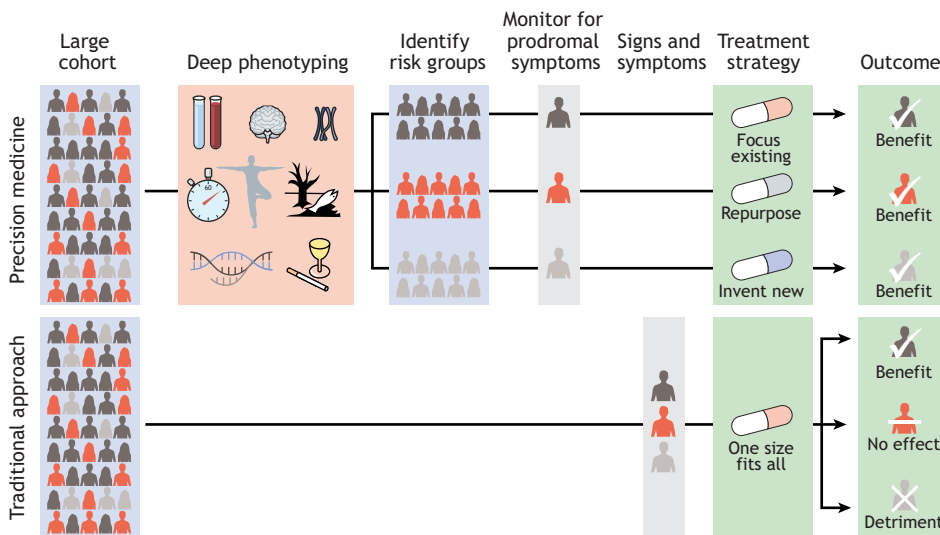 Large
cohort
Deep phenotyping
Identify
risk groups
Monitor for
prodromal
symptoms
Signs and
symptoms
Treatment
strategy
Outcome
Precision medicine
60
Focus
existing
Benefit
Repurpose
Benefit
Invent new
Benefit
Traditional approach
One size
fits all
Benefit
No effect
Detriment